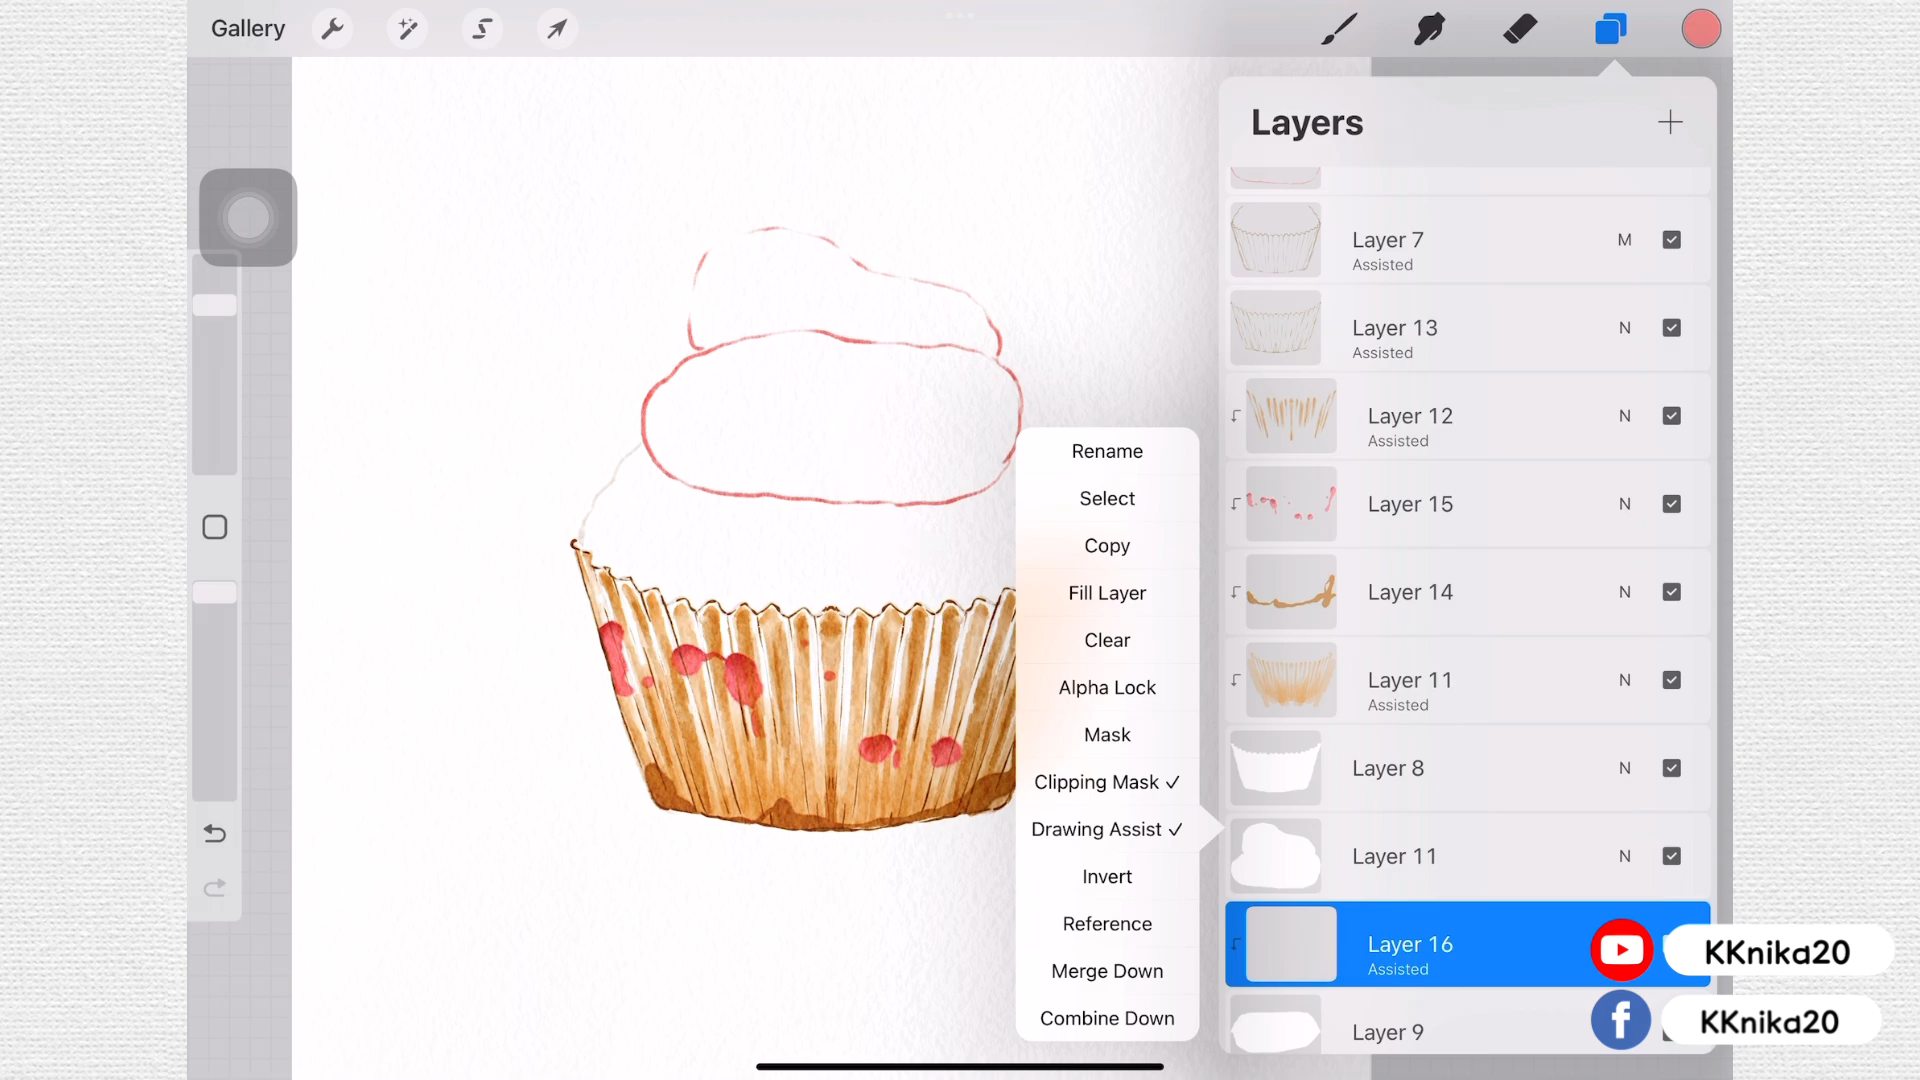 Gallery
Layers
Layer 7
Assisted
M
Layer 13
Assisted
N
Layer 12
Assisted
N
Layer 15
N
Layer 14
N
Layer 11
Assisted
N
Layer 8
N
Layer 11
N
Layer 16
Assisted
Layer 9
Rename
Select
Copy
Fill Layer
Clear
Alpha Lock
Mask
Clipping Mask ✓
Drawing Assist ✓
Invert
Reference
Merge Down
Combine Down
KKnika20
KKnika20